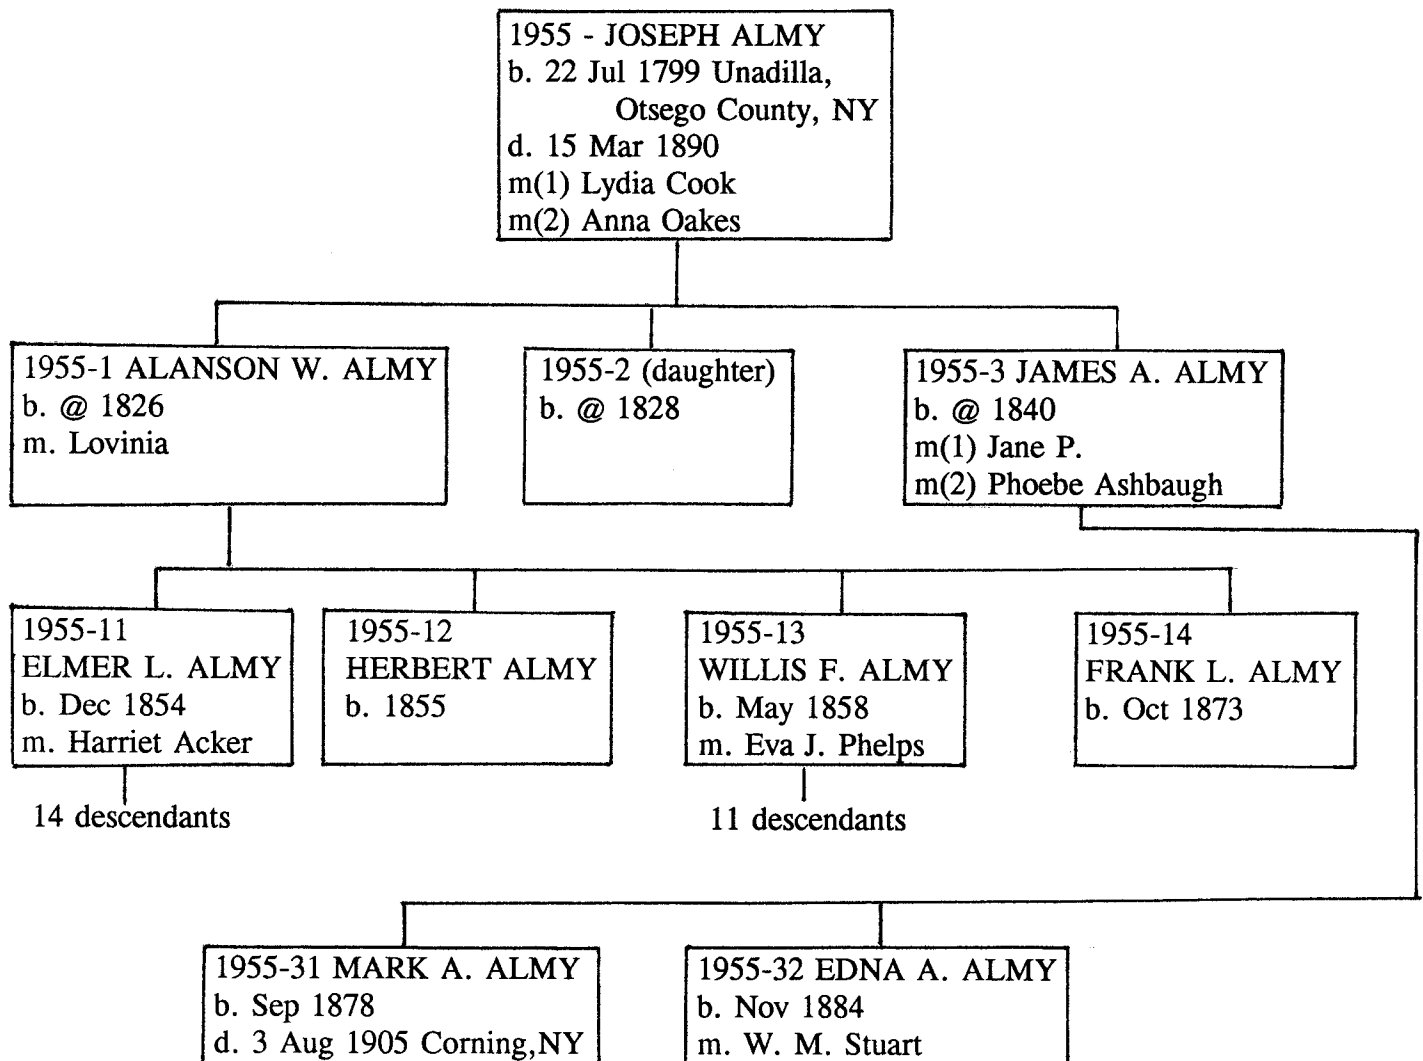 1955 - JOSEPH ALMY
b. 22 Jul 1799 Unadilla,
Otsego County, NY
d. 15 Mar 1890
m(1) Lydia Cook
m(2) Anna Oakes
1955-1 ALANSON W. ALMY
b. @ 1826
m. Lovinia
1955-2 (daughter)
b. @ 1828
1955-3 JAMES A. ALMY
b. @ 1840
m(1) Jane P.
m(2) Phoebe Ashbaugh
1955-11
ELMER L. ALMY
b. Dec 1854
m. Harriet Acker
14 descendants
1955-12
HERBERT ALMY
b. 1855
1955-13
WILLIS F. ALMY
b. May 1858
m. Eva J. Phelps
11 descendants
1955-14
FRANK L. ALMY
b. Oct 1873
1955-31 MARK A. ALMY
b. Sep 1878
d. 3 Aug 1905 Corning,NY
1955-32 EDNA A. ALMY
b. Nov 1884
m. W. M. Stuart